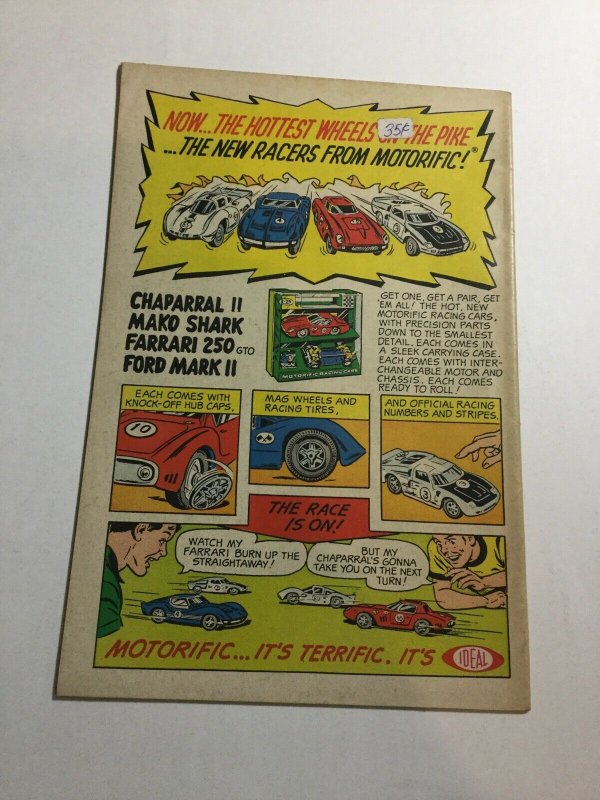 NOW... THE HOTTEST WHEELS THE PIKE
35¢
... THE NEW RACERS FROM MOTORIFIC!®
CHAPARRAL II
MAKO SHARK
FARRARI 250 GTO
FORD MARK II
MOTORIFIC RACING CARS
GET ONE, GET A PAIR, GET
'EM ALL! THE HOT, NEW
MOTORIFIC RACING CARS,
WITH PRECISION PARTS
DOWN TO THE SMALLEST
DETAIL. EACH COMES IN
A SLEEK CARRYING CASE.
EACH COMES WITH INTER-
CHANGEABLE MOTOR AND
CHASSIS. EACH COMES
READY TO ROLL!
EACH COMES WITH
KNOCK-OFF HUB CAPS,
10
MAG WHEELS AND
RACING TIRES,
AND OFFICIAL RACING
NUMBERS AND STRIPES.
3
THE RACE
IS ON!
WATCH MY
FARRARI BURN UP THE
STRAIGHTAWAY!
BUT MY
CHAPARRAL'S GONNA
TAKE YOU ON THE NEXT
TURN!
MOTORIFIC... IT'S TERRIFIC. IT'S IDEAL